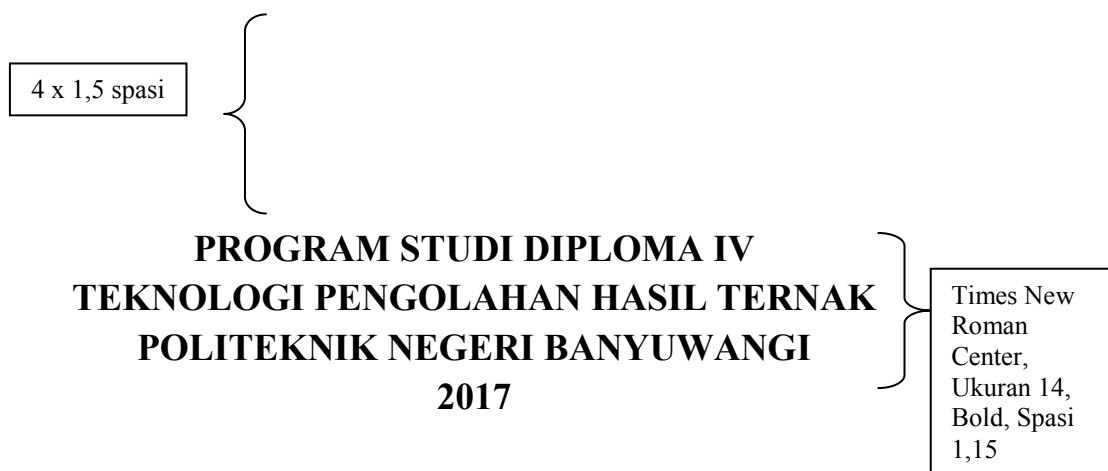 4 x 1,5 spasi
PROGRAM STUDI DIPLOMA IV
TEKNOLOGI PENGOLAHAN HASIL TERNAK
POLITEKNIK NEGERI BANYUWANGI
2017
Times New
Roman
Center,
Ukuran 14,
Bold, Spasi
1,15